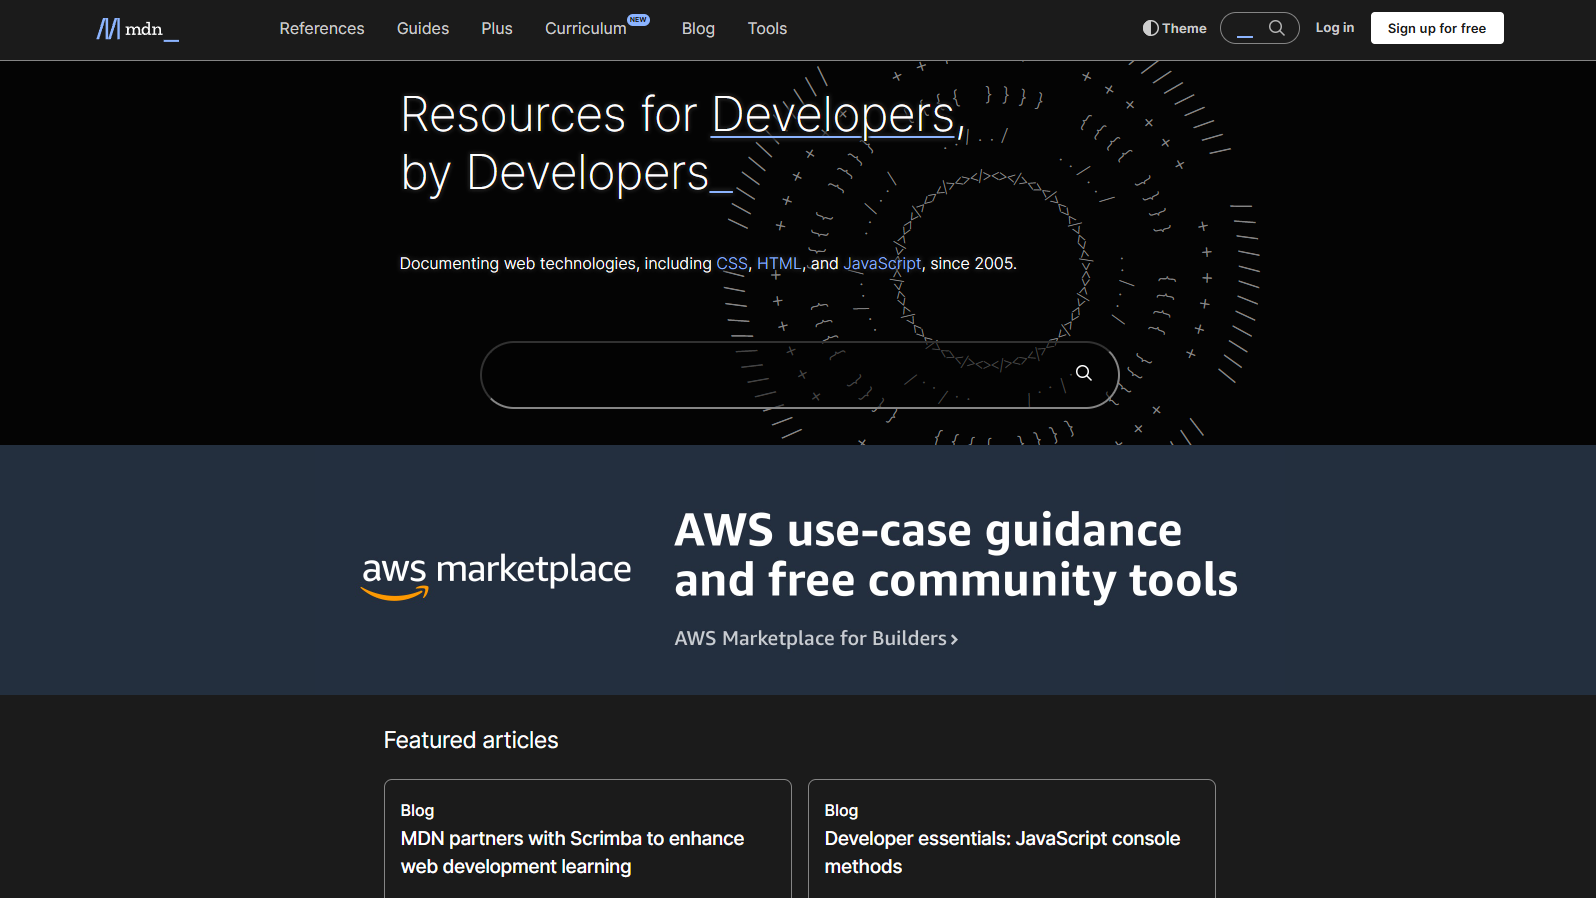 mdn_
References
Guides
Plus
Curriculum NEW
Blog
Tools
Theme
Log in
Sign up for free
Resources for Developers,
by Developers_
Documenting web technologies, including CSS, HTML, and JavaScript, since 2005.
aws marketplace
AWS use-case guidance
and free community tools
AWS Marketplace for Builders›
Featured articles
Blog
MDN partners with Scrimba to enhance
web development learning
Blog
Developer essentials: JavaScript console
methods